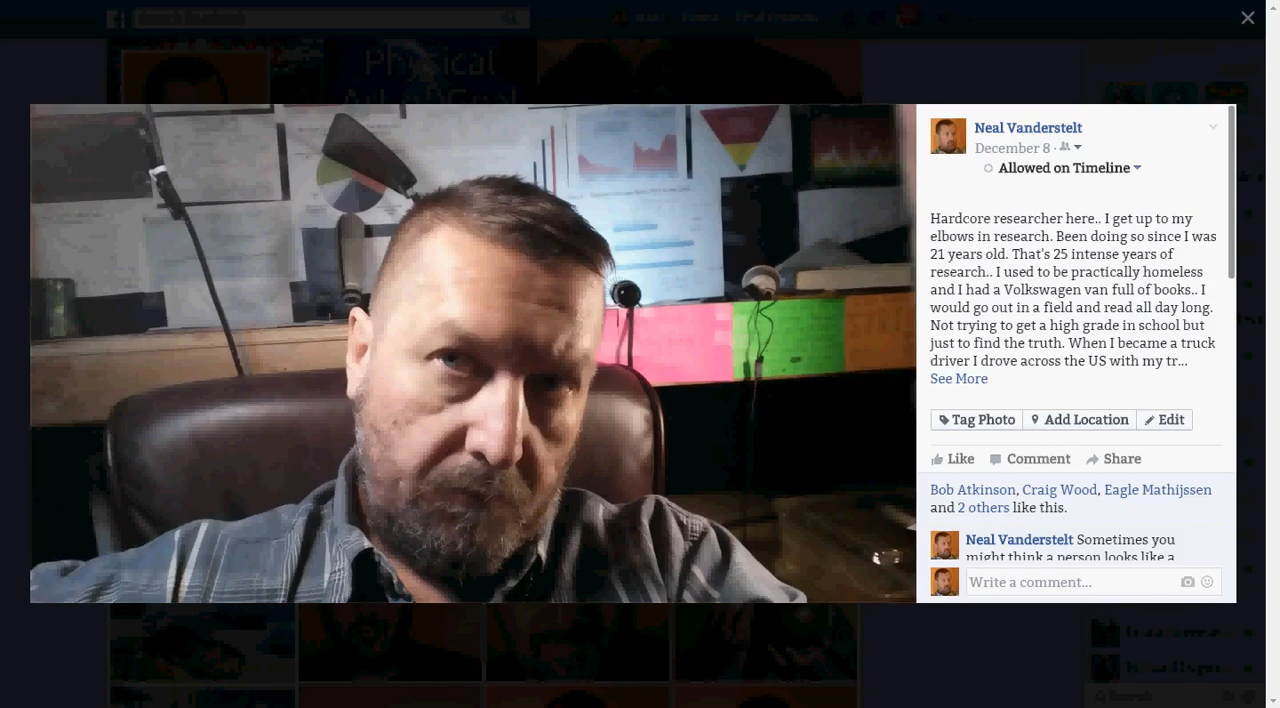 Physical
Neal Vanderstelt
December 8 ·
Allowed on Timeline
Hardcore researcher here.. I get up to my
elbows in research. Been doing so since I was
21 years old. That's 25 intense years of
research.. I used to be practically homeless
and I had a Volkswagen van full of books.. I
would go out in a field and read all day long.
Not trying to get a high grade in school but
just to find the truth. When I became a truck
driver I drove across the US with my tr...
See More
Tag Photo Add Location Edit
Like Comment Share
Bob Atkinson, Craig Wood, Eagle Mathijssen
and 2 others like this.
Neal Vanderstelt Sometimes you
might think a person looks like a
Write a comment...